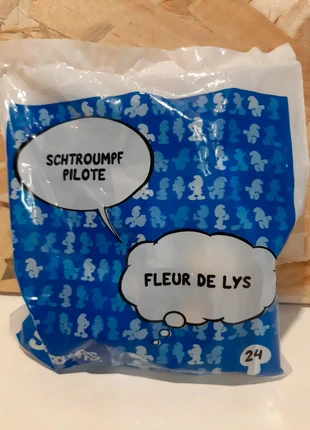 SCHTROUMPF
PILOTE
FLEUR DE LYS
24